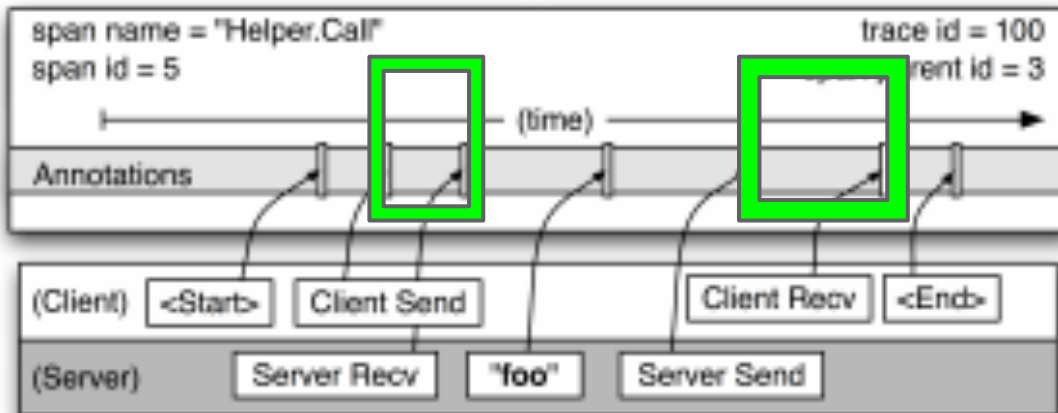 span name = "Helper.Call"
trace id = 100
span id = 5
id = 3
(time)
Annotations
(Client)
<Start>
Client Send
Client Recv
<End>
(Server)
Server Recv
"foo"
Server Send